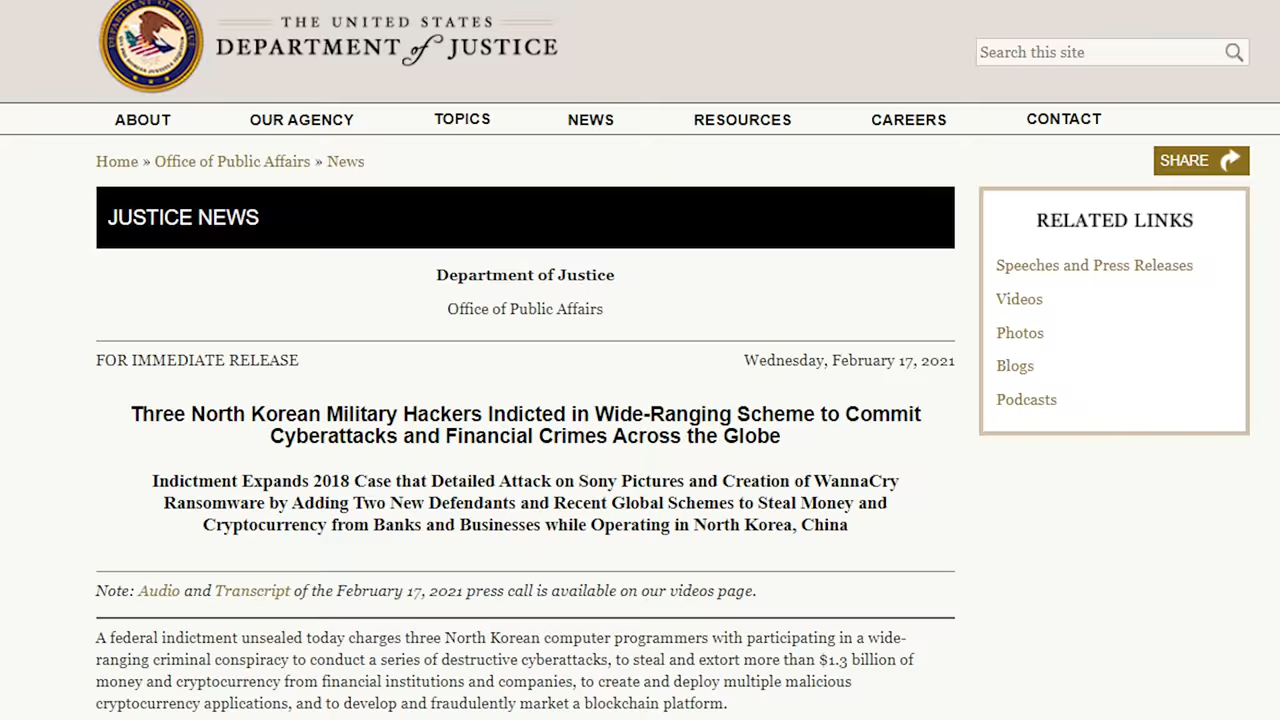 THE UNITED STATES
DEPARTMENT of JUSTICE
Search this site
ABOUT OUR AGENCY TOPICS NEWS RESOURCES CAREERS CONTACT
Home » Office of Public Affairs » News
SHARE
JUSTICE NEWS
Department of Justice
Office of Public Affairs
FOR IMMEDIATE RELEASE
Wednesday, February 17, 2021
Three North Korean Military Hackers Indicted in Wide-Ranging Scheme to Commit
Cyberattacks and Financial Crimes Across the Globe
Indictment Expands 2018 Case that Detailed Attack on Sony Pictures and Creation of WannaCry
Ransomware by Adding Two New Defendants and Recent Global Schemes to Steal Money and
Cryptocurrency from Banks and Businesses while Operating in North Korea, China
Note: Audio and Transcript of the February 17, 2021 press call is available on our videos page.
A federal indictment unsealed today charges three North Korean computer programmers with participating in a wide-
ranging criminal conspiracy to conduct a series of destructive cyberattacks, to steal and extort more than $1.3 billion of
money and cryptocurrency from financial institutions and companies, to create and deploy multiple malicious
cryptocurrency applications, and to develop and fraudulently market a blockchain platform.
RELATED LINKS
Speeches and Press Releases
Videos
Photos
Blogs
Podcasts